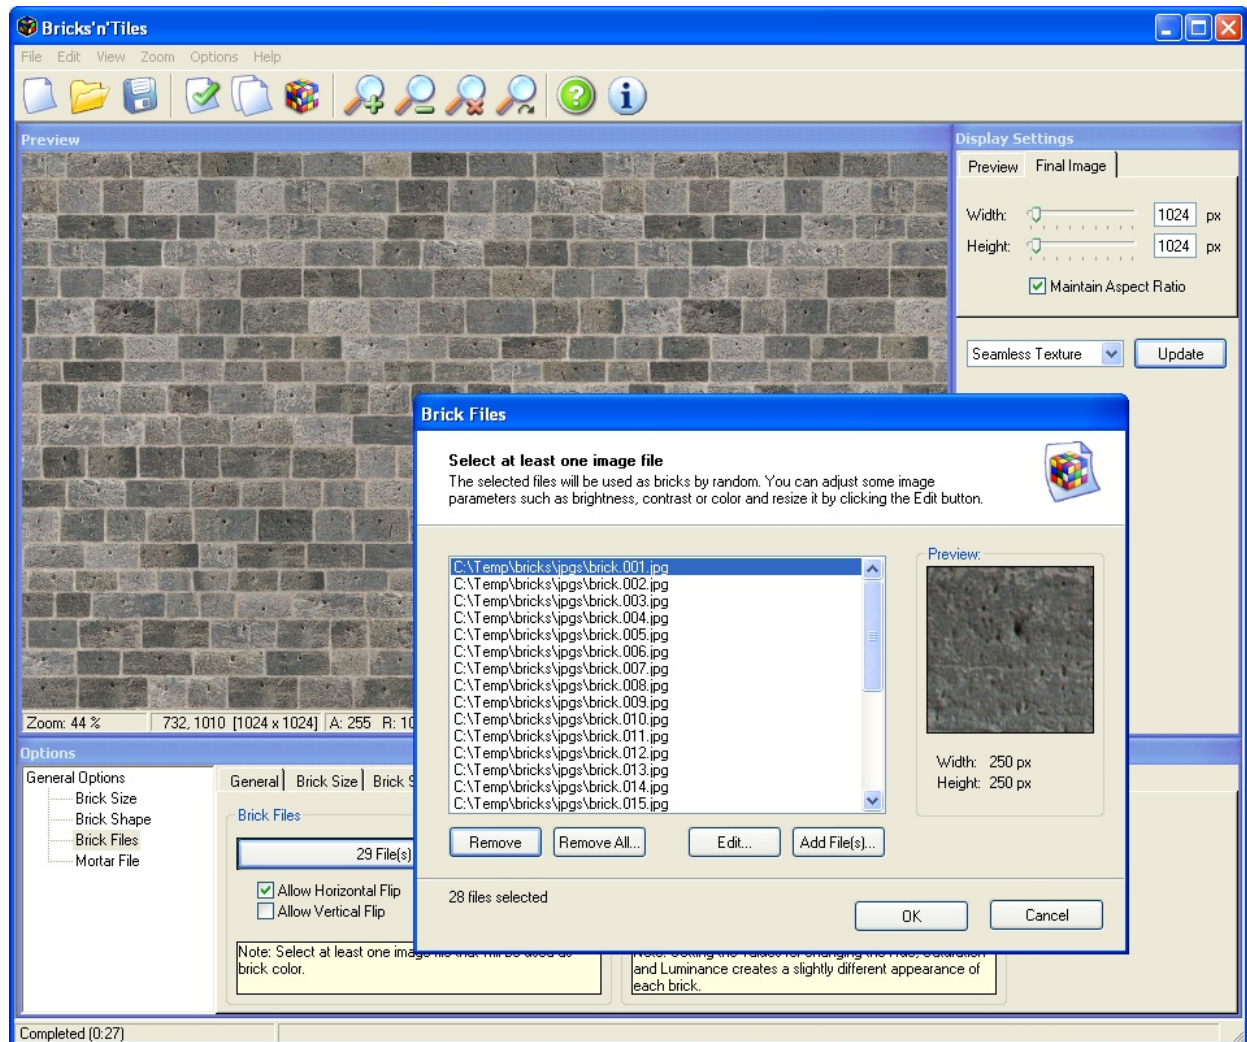 Bricks'n'Tiles
File Edit View Zoom Options Help
Preview
Display Settings
Preview Final Image
Width: 1024 px
Height: 1024 px
Maintain Aspect Ratio
Seamless Texture Update
Brick Files
Select at least one image file
The selected files will be used as bricks by random. You can adjust some image
parameters such as brightness, contrast or color and resize it by clicking the Edit button.
Preview:
C:\Temp\bricks\jpgs\brick.001.jpg
C:\Temp\bricks\jpgs\brick.002.jpg
C:\Temp\bricks\jpgs\brick.003.jpg
C:\Temp\bricks\jpgs\brick.004.jpg
C:\Temp\bricks\jpgs\brick.005.jpg
C:\Temp\bricks\jpgs\brick.006.jpg
C:\Temp\bricks\jpgs\brick.007.jpg
C:\Temp\bricks\jpgs\brick.008.jpg
C:\Temp\bricks\jpgs\brick.009.jpg
C:\Temp\bricks\jpgs\brick.010.jpg
C:\Temp\bricks\jpgs\brick.011.jpg
C:\Temp\bricks\jpgs\brick.012.jpg
C:\Temp\bricks\jpgs\brick.013.jpg
C:\Temp\bricks\jpgs\brick.014.jpg
C:\Temp\bricks\jpgs\brick.015.jpg
Width: 250 px
Height: 250 px
Remove Remove All... Edit... Add File(s)...
28 files selected
OK Cancel
Zoom: 44 % 732, 1010 [1024 x 1024] A: 255 R: 10
Options
General Options
Brick Size
Brick Shape
Brick Files
Mortar File
General Brick Size Brick S
Brick Files
29 File(s)
Allow Horizontal Flip
Allow Vertical Flip
Note: Select at least one image file that will be used as
brick color.
and Luminance creates a slightly different appearance of
each brick.
Completed (0:27)